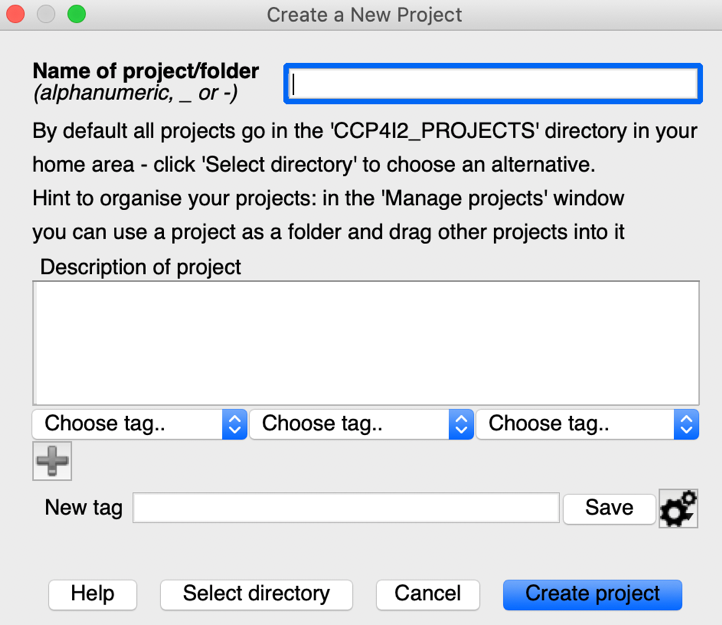 Create a New Project
Name of project/folder
(alphanumeric, _ or -)
By default all projects go in the 'CCP4I2_PROJECTS' directory in your
home area - click 'Select directory' to choose an alternative.
Hint to organise your projects: in the 'Manage projects' window
you can use a project as a folder and drag other projects into it
Description of project
Choose tag.. Choose tag.. Choose tag..
New tag Save
Help Select directory Cancel Create project